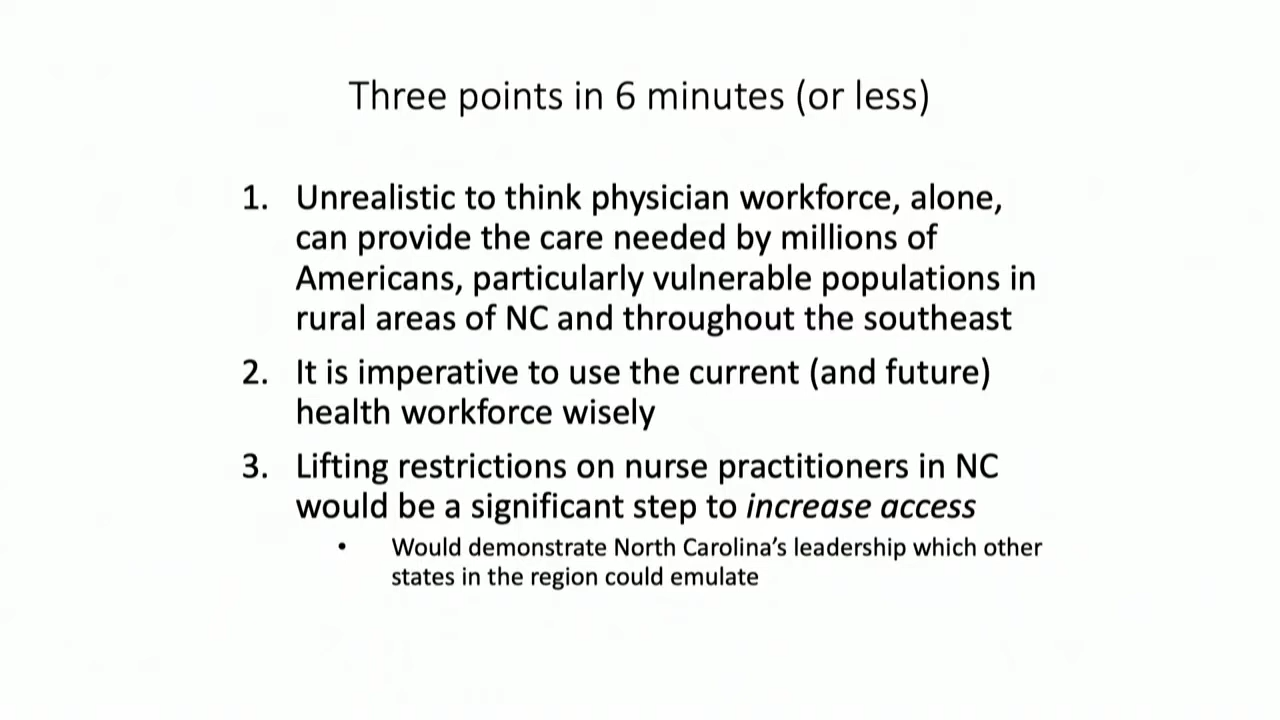 Three points in 6 minutes (or less)
1. Unrealistic to think physician workforce, alone,
can provide the care needed by millions of
Americans, particularly vulnerable populations in
rural areas of NC and throughout the southeast
2. It is imperative to use the current (and future)
health workforce wisely
3. Lifting restrictions on nurse practitioners in NC
would be a significant step to increase access
• Would demonstrate North Carolina's leadership which other
states in the region could emulate